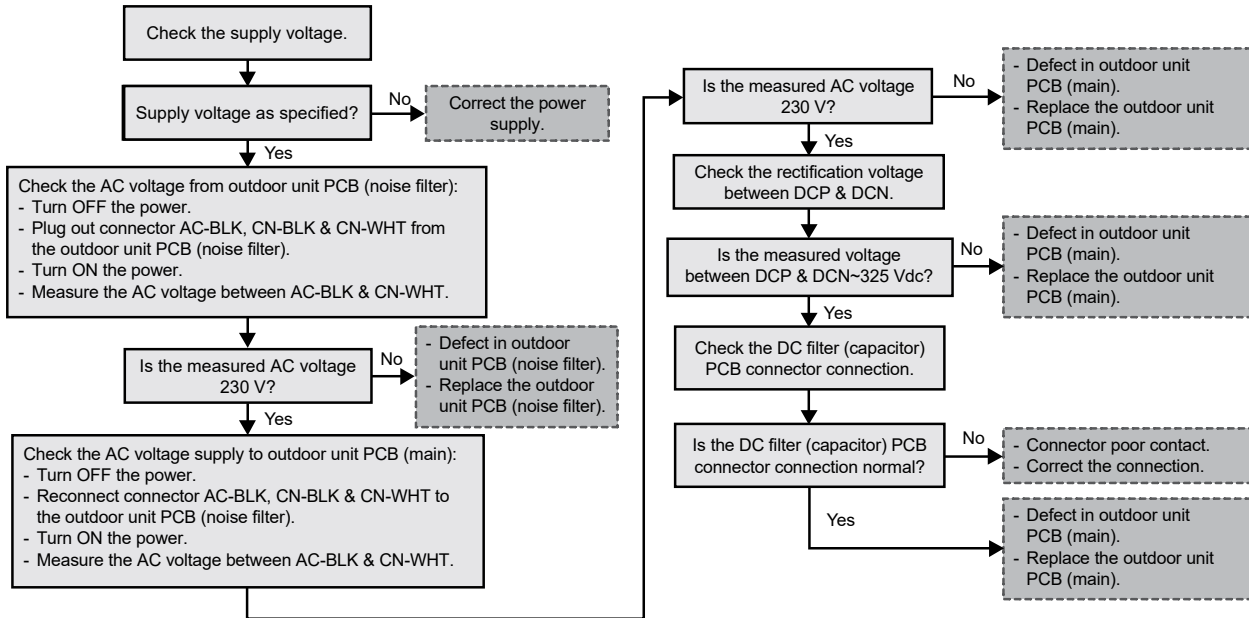 Check the supply voltage.
Supply voltage as specified?
No
Correct the power
supply.
Yes
Check the AC voltage from outdoor unit PCB (noise filter):
- Turn OFF the power.
- Plug out connector AC-BLK, CN-BLK & CN-WHT from
the outdoor unit PCB (noise filter).
- Turn ON the power.
- Measure the AC voltage between AC-BLK & CN-WHT.
Is the measured AC voltage
230 V?
No
- Defect in outdoor
unit PCB (noise filter).
- Replace the outdoor
unit PCB (noise filter).
Yes
Check the AC voltage supply to outdoor unit PCB (main):
- Turn OFF the power.
- Reconnect connector AC-BLK, CN-BLK & CN-WHT to
the outdoor unit PCB (noise filter).
- Turn ON the power.
- Measure the AC voltage between AC-BLK & CN-WHT.
Is the measured AC voltage
230 V?
No
- Defect in outdoor unit
PCB (main).
- Replace the outdoor unit
PCB (main).
Yes
Check the rectification voltage
between DCP & DCN.
Is the measured voltage
between DCP & DCN~325 Vdc?
No
- Defect in outdoor unit
PCB (main).
- Replace the outdoor unit
PCB (main).
Yes
Check the DC filter (capacitor)
PCB connector connection.
Is the DC filter (capacitor) PCB
connector connection normal?
No
- Connector poor contact.
- Correct the connection.
Yes
- Defect in outdoor unit
PCB (main).
- Replace the outdoor unit
PCB (main).